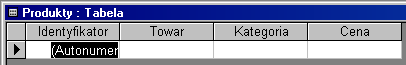 Produkty : Tabela
Identyfikator Towar Kategoria Cena
(Autonumer